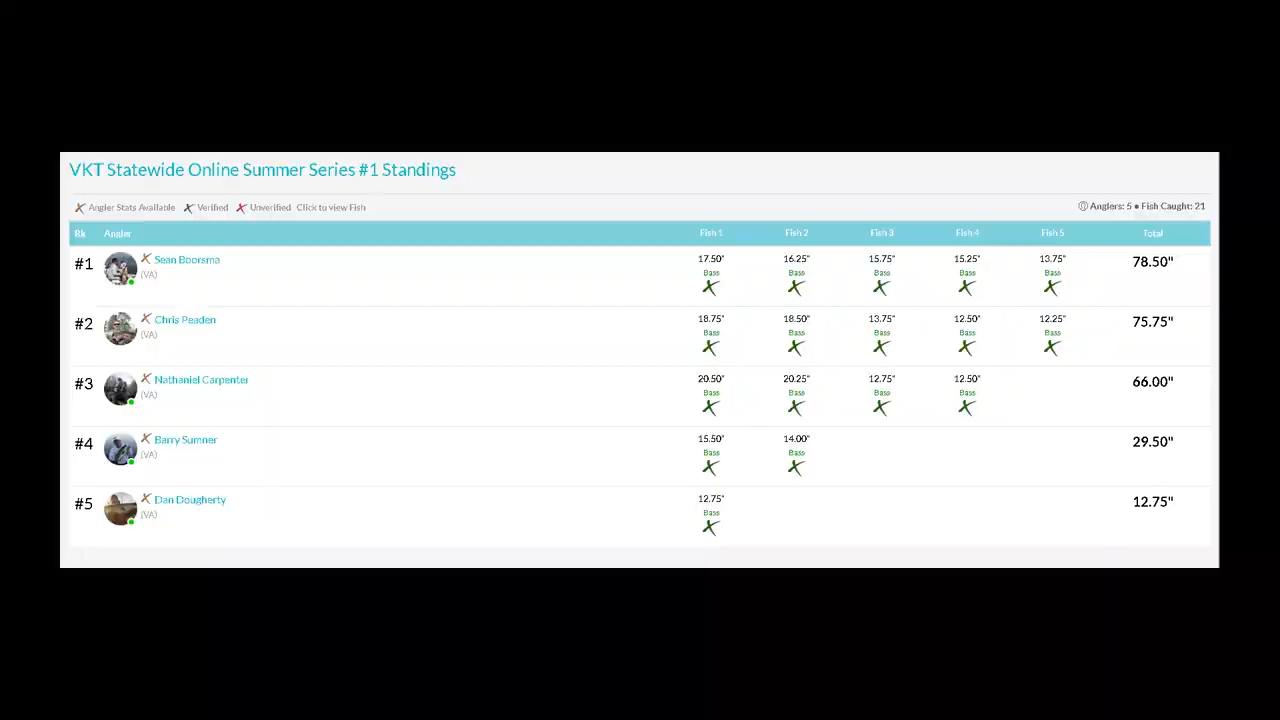 VKT Statewide Online Summer Series #1 Standings
Angler Stats Available Verified Unverified Click to view Fish Anglers: 5 • Fish Caught: 21
Rk Angler Fish 1 Fish 2 Fish 3 Fish 4 Fish 5 Total
#1 Sean Boorsma 17.50" 16.25" 15.75" 15.25" 13.75" 78.50"
(VA) Bass Bass Bass Bass Bass
#2 Chris Peaden 18.75" 18.50" 13.75" 12.50" 12.25" 75.75"
(VA) Bass Bass Bass Bass Bass
#3 Nathaniel Carpenter 20.50" 20.25" 12.75" 12.50" 66.00"
(VA) Bass Bass Bass Bass
#4 Barry Sumner 15.50" 14.00" 29.50"
(VA) Bass Bass
#5 Dan Dougherty 12.75" 12.75"
(VA) Bass